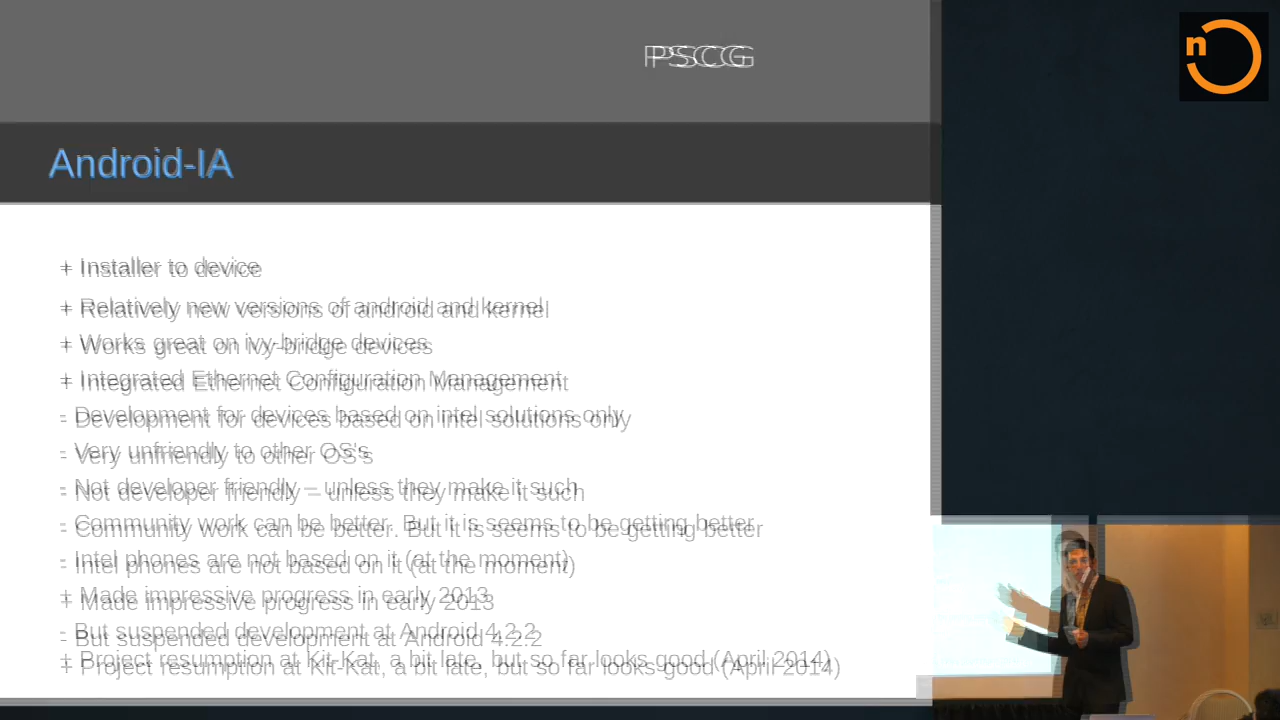 PSCG
n
Android-IA
+ Installer to device
+ Relatively new versions of android and kernel
+ Works great on ivy-bridge devices
+ Integrated Ethernet Configuration Management
- Development for devices based on intel solutions only
- Very unfriendly to other OS's
- Not developer friendly – unless they make it such
- Community work can be better. But it is seems to be getting better
- Intel phones are not based on it (at the moment)
+ Made impressive progress in early 2013
- But suspended development at Android 4.2.2
+ Project resumption at Kit-Kat, a bit late, but so far looks good (April 2014)